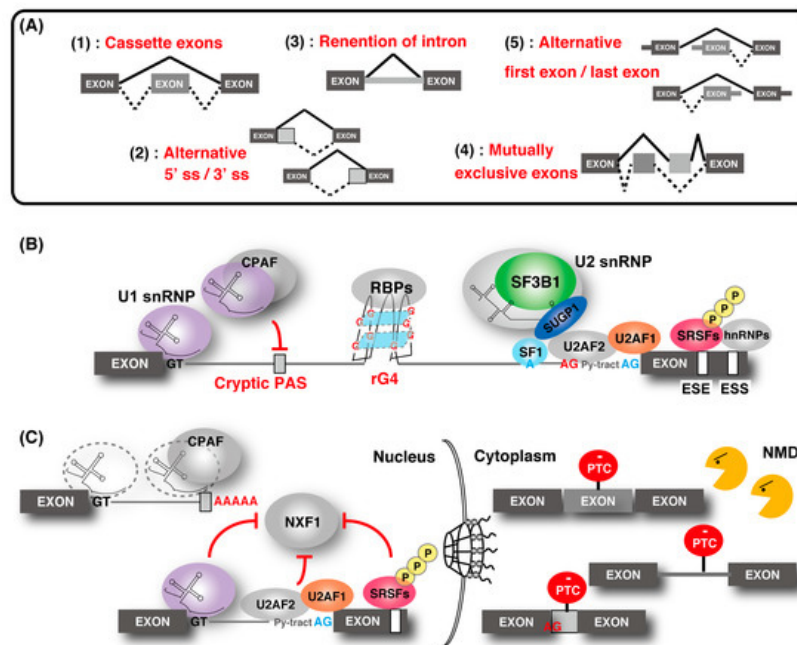 (A)
(1) : Cassette exons
EXON EXON EXON
(2) : Alternative
5' ss / 3' ss
EXON EXON
EXON EXON
(3) : Renention of intron
EXON EXON
(5) : Alternative
first exon / last exon
EXON EXON EXON
EXON EXON EXON
(4) : Mutually
exclusive exons
EXON EXON
(B)
U1 snRNP
CPAF
EXON
GT
Cryptic PAS
RBPs
G G
G G
rG4
U2 snRNP
SF3B1
SUGP1
SF1
A
U2AF2
U2AF1
AG Py-tract AG
P P P
SRSFs hnRNPs
EXON
ESE ESS
(C)
CPAF
EXON
GT
AAAAA
Nucleus
Cytoplasm
NMD
NXF1
P P P
EXON
GT
U2AF2
U2AF1
Py-tract AG
SRSFs
EXON
PTC
EXON EXON EXON
PTC
EXON EXON
PTC
EXON AG EXON